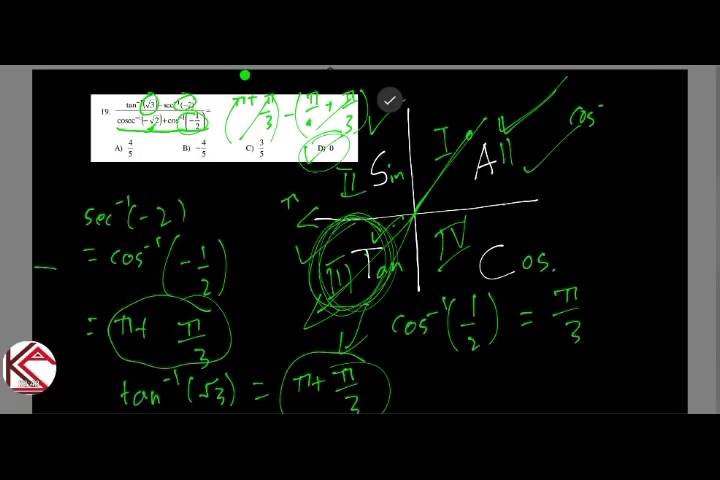 19. tan⁻¹(√3) − sec⁻¹(−2) / cosec⁻¹(−√2) + cos⁻¹(−1/2) =
A) 4/5 B) −4/5 C) 3/5 D) 0
(π + π/3) − (π + π/3)
I
All
cos⁻
II
Sin
π
III
Tan
IV
Cos.
sec⁻¹(−2)
= cos⁻¹(−1/2)
= π + π/3
cos⁻¹(1/2) = π/3
tan⁻¹(√3) = π + π/3